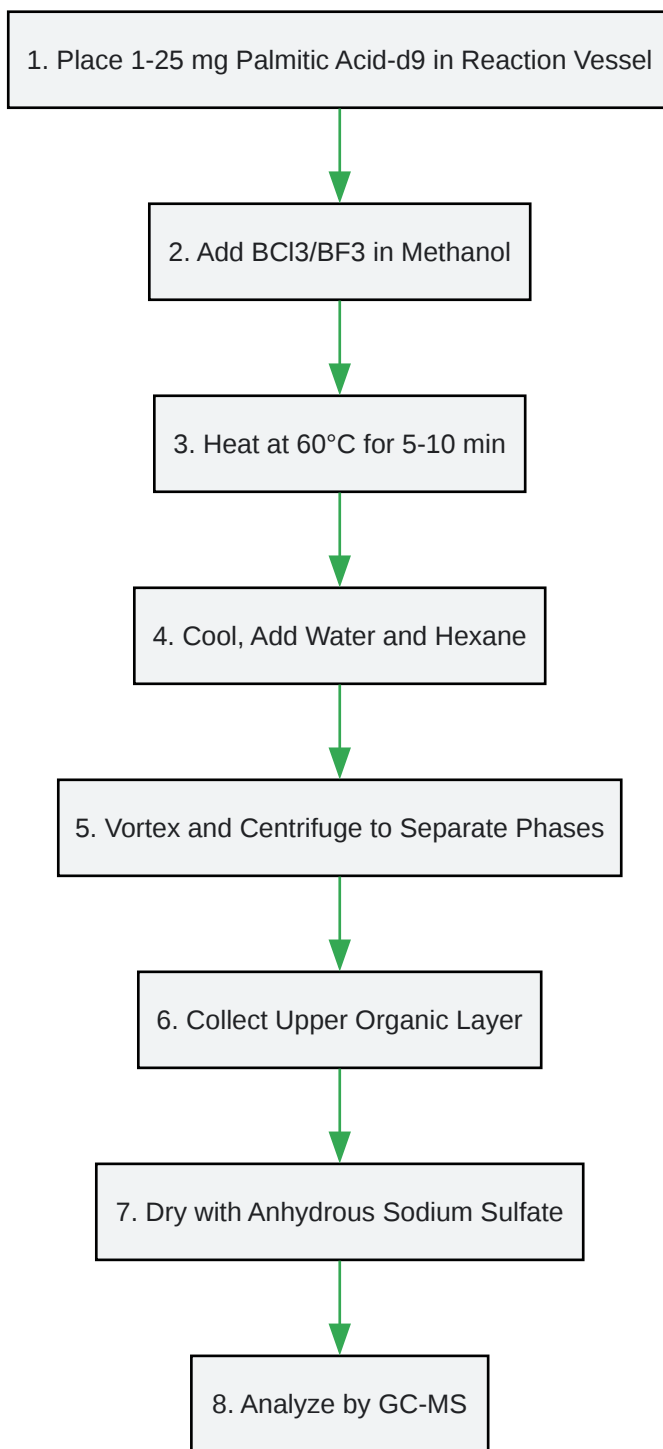 1. Place 1-25 mg Palmitic Acid-d9 in Reaction Vessel
2. Add BCl3/BF3 in Methanol
3. Heat at 60°C for 5-10 min
4. Cool, Add Water and Hexane
5. Vortex and Centrifuge to Separate Phases
6. Collect Upper Organic Layer
7. Dry with Anhydrous Sodium Sulfate
8. Analyze by GC-MS